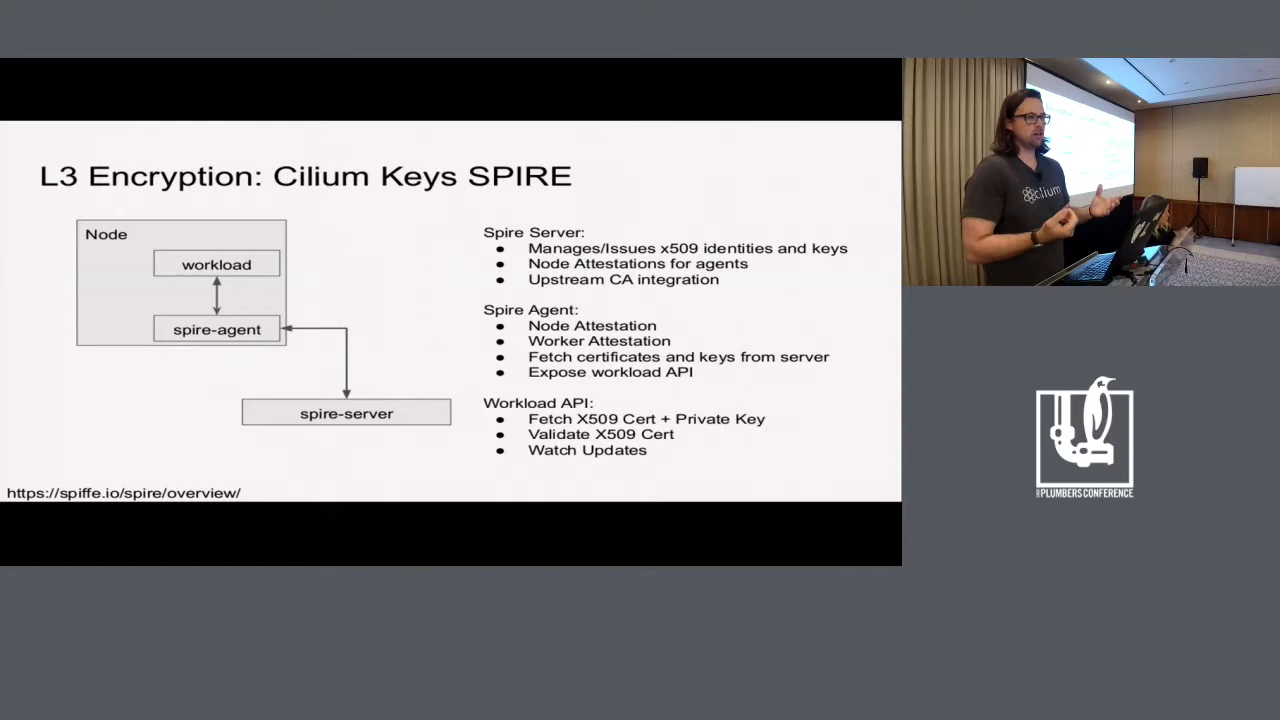 L3 Encryption: Cilium Keys SPIRE
Node
workload
spire-agent
spire-server
Spire Server:
● Manages/Issues x509 identities and keys
● Node Attestations for agents
● Upstream CA integration
Spire Agent:
● Node Attestation
● Worker Attestation
● Fetch certificates and keys from server
● Expose workload API
Workload API:
● Fetch X509 Cert + Private Key
● Validate X509 Cert
● Watch Updates
https://spiffe.io/spire/overview/
cilium
PLUMBERS CONFERENCE